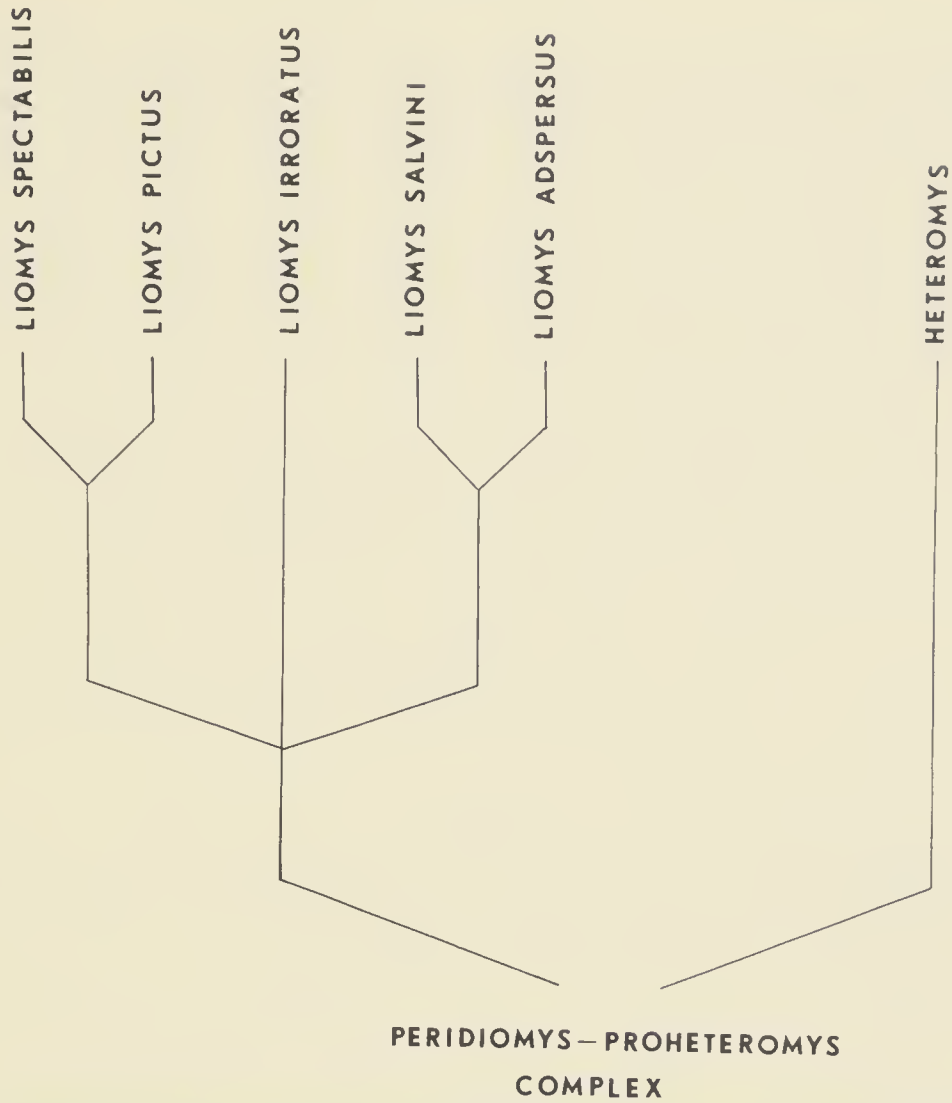 LIOMYS SPECTABILIS
LIOMYS PICTUS
LIOMYS IRRORATUS
LIOMYS SALVINI
LIOMYS ADSPERSUS
HETEROMYS
PERIDIOMYS—PROHETEROMYS
COMPLEX